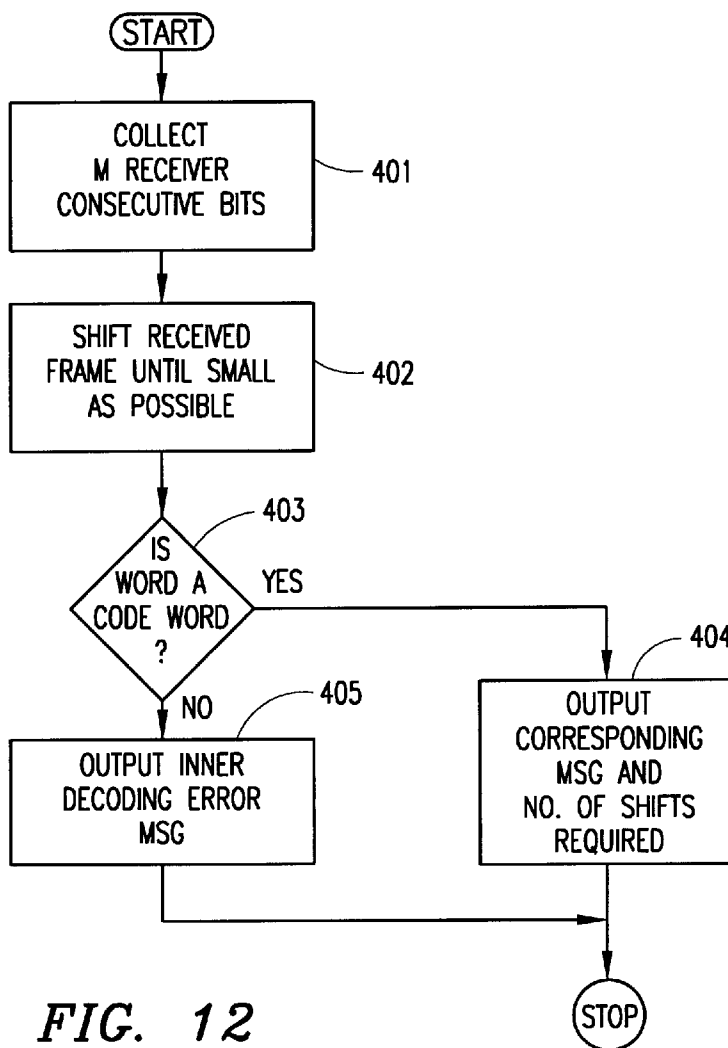 START
COLLECT
M RECEIVER
CONSECUTIVE BITS
401
SHIFT RECEIVED
FRAME UNTIL SMALL
AS POSSIBLE
402
403
IS
WORD A
CODE WORD
?
YES
NO
404
OUTPUT
CORRESPONDING
MSG AND
NO. OF SHIFTS
REQUIRED
405
OUTPUT INNER
DECODING ERROR
MSG
STOP
FIG. 12